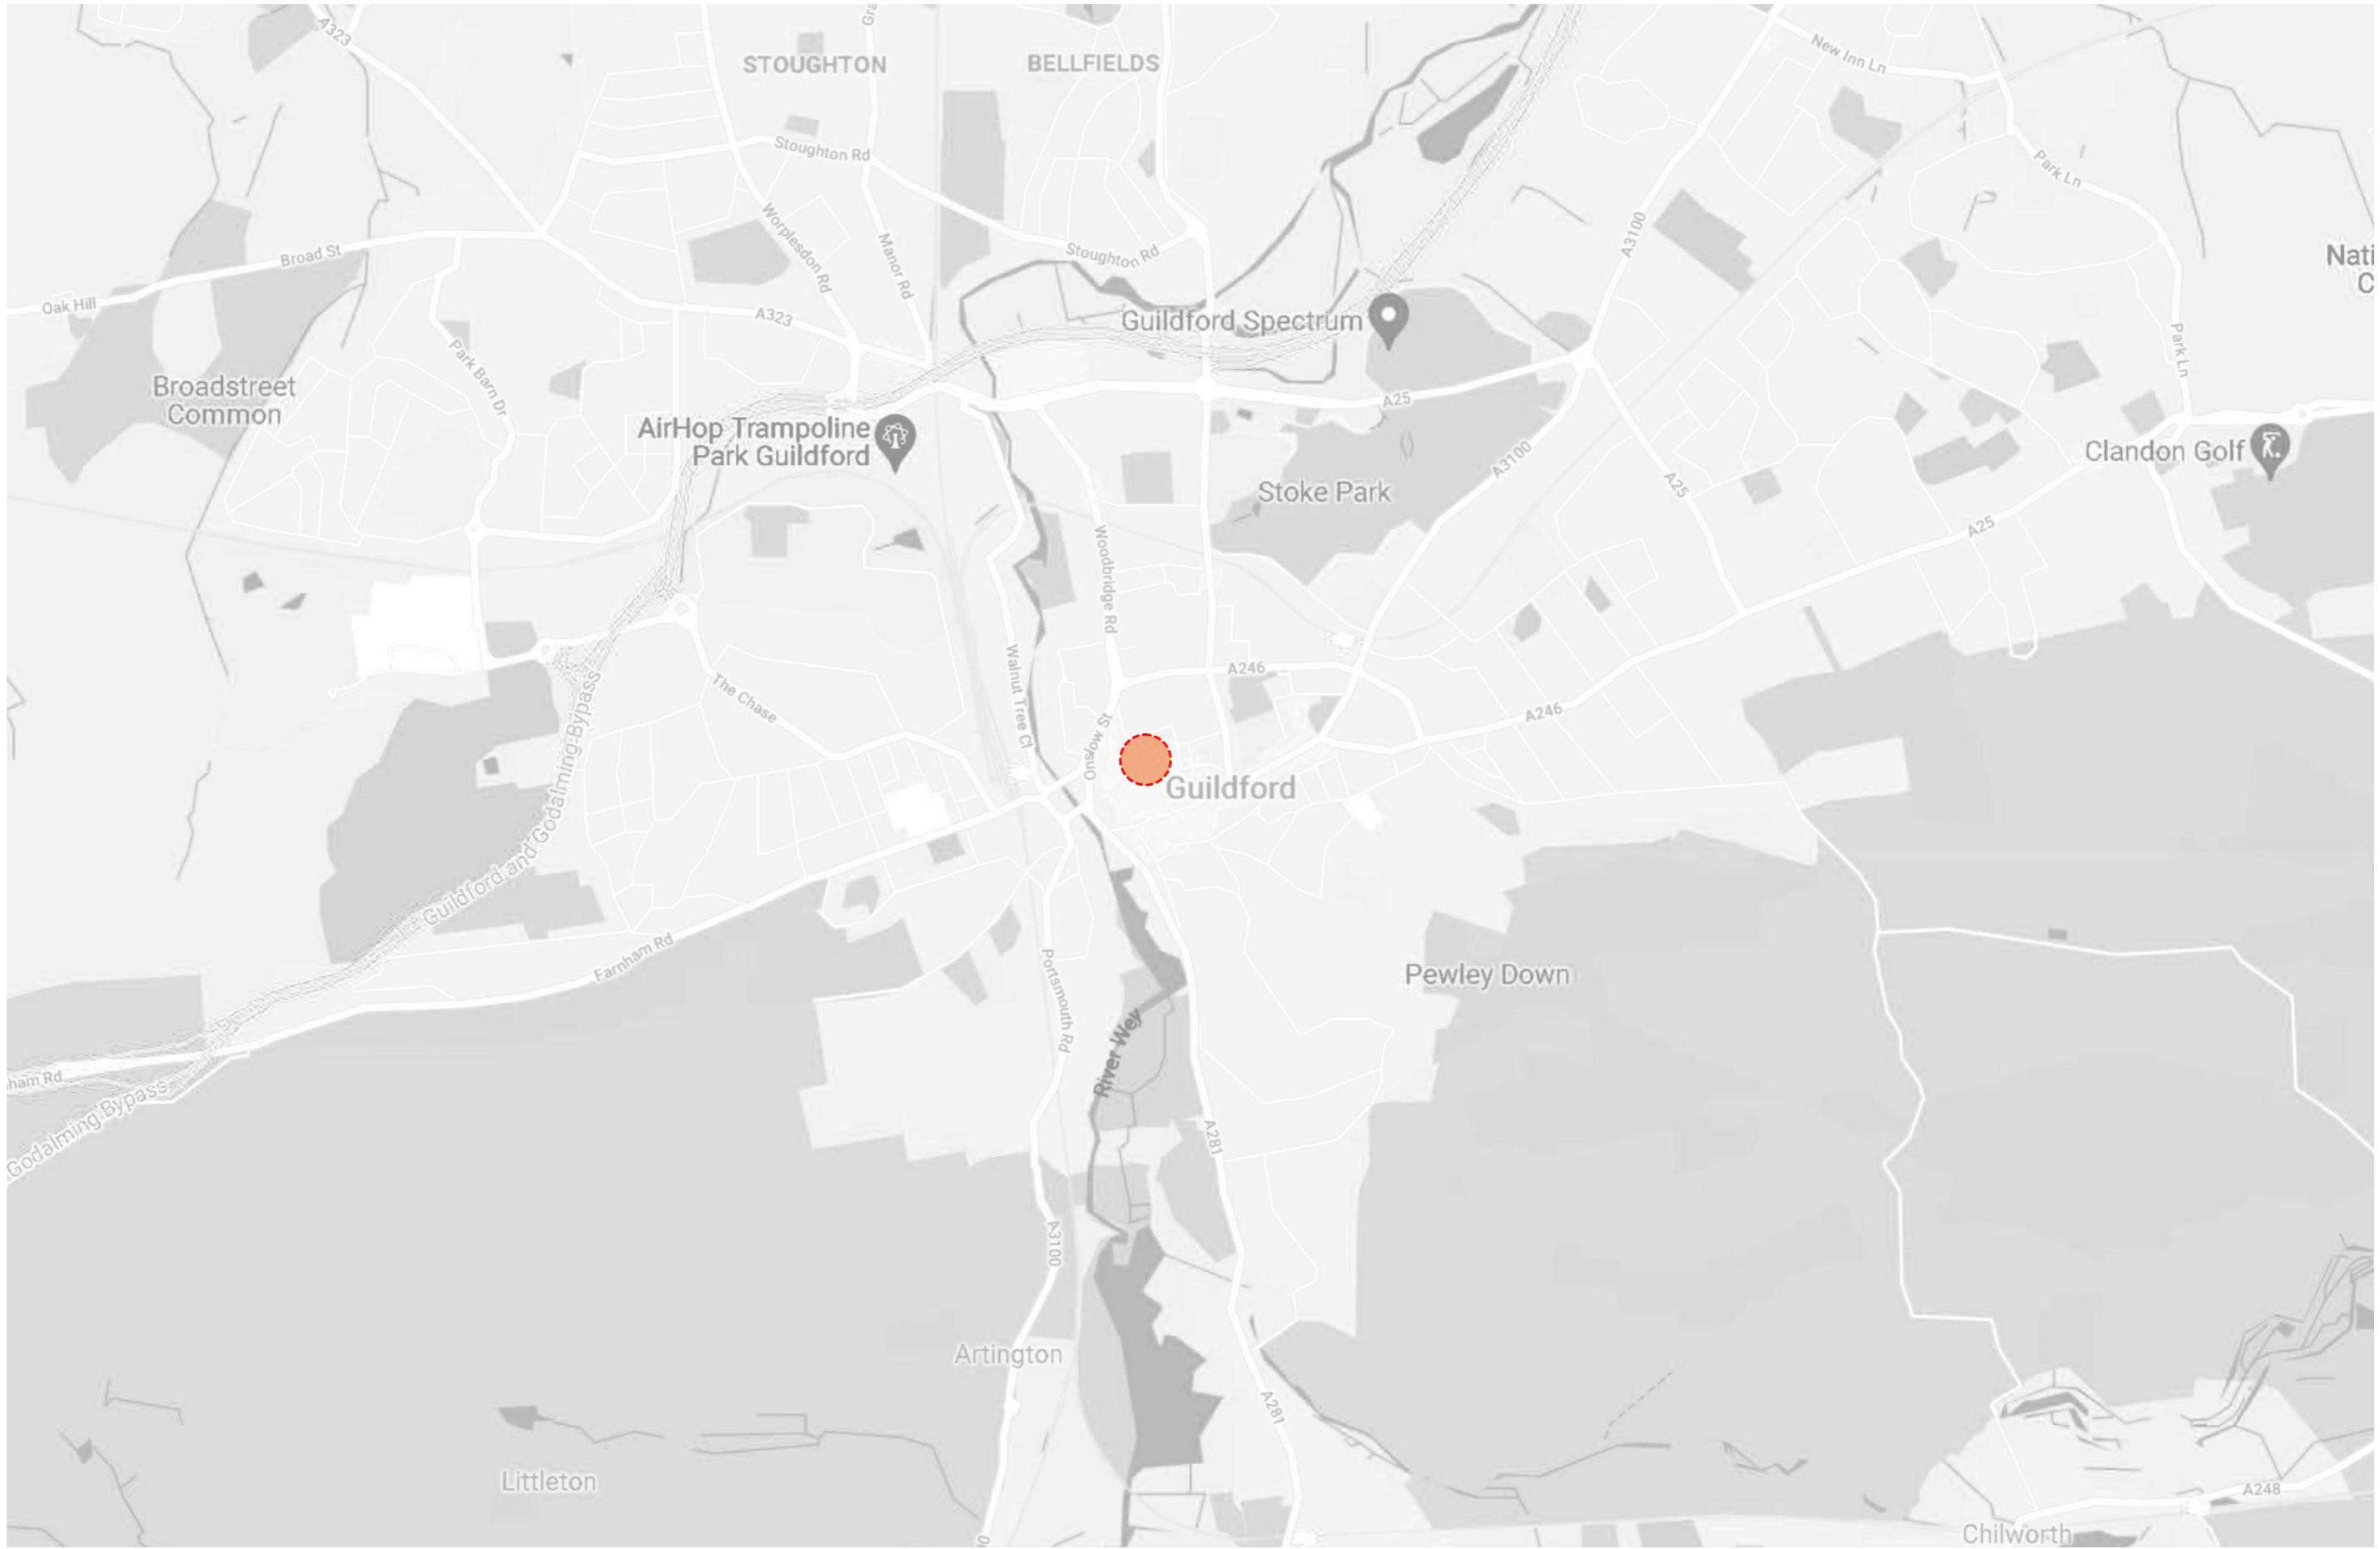 A323
Gra
STOUGHTON
BELLFIELDS
New Inn Ln
Stoughton Rd
Park Ln
Worplesdon Rd
Manor Rd
Stoughton Rd
A3100
Broad St
Nati
C
Oak Hill
A323
Guildford Spectrum
Park Ln
Park Barn Dr
Broadstreet
Common
A25
AirHop Trampoline
Park Guildford
Clandon Golf
A3100
A25
Stoke Park
A25
Woodbridge Rd
Walnut Tree Cl
A246
The Chase
A246
Onslow St
Guildford
Guildford and Godalming Bypass
Farnham Rd
Pewley Down
Portsmouth Rd
River Wey
ham Rd
Godalming Bypass
A281
A3100
Artington
A281
Littleton
A248
Chilworth
00